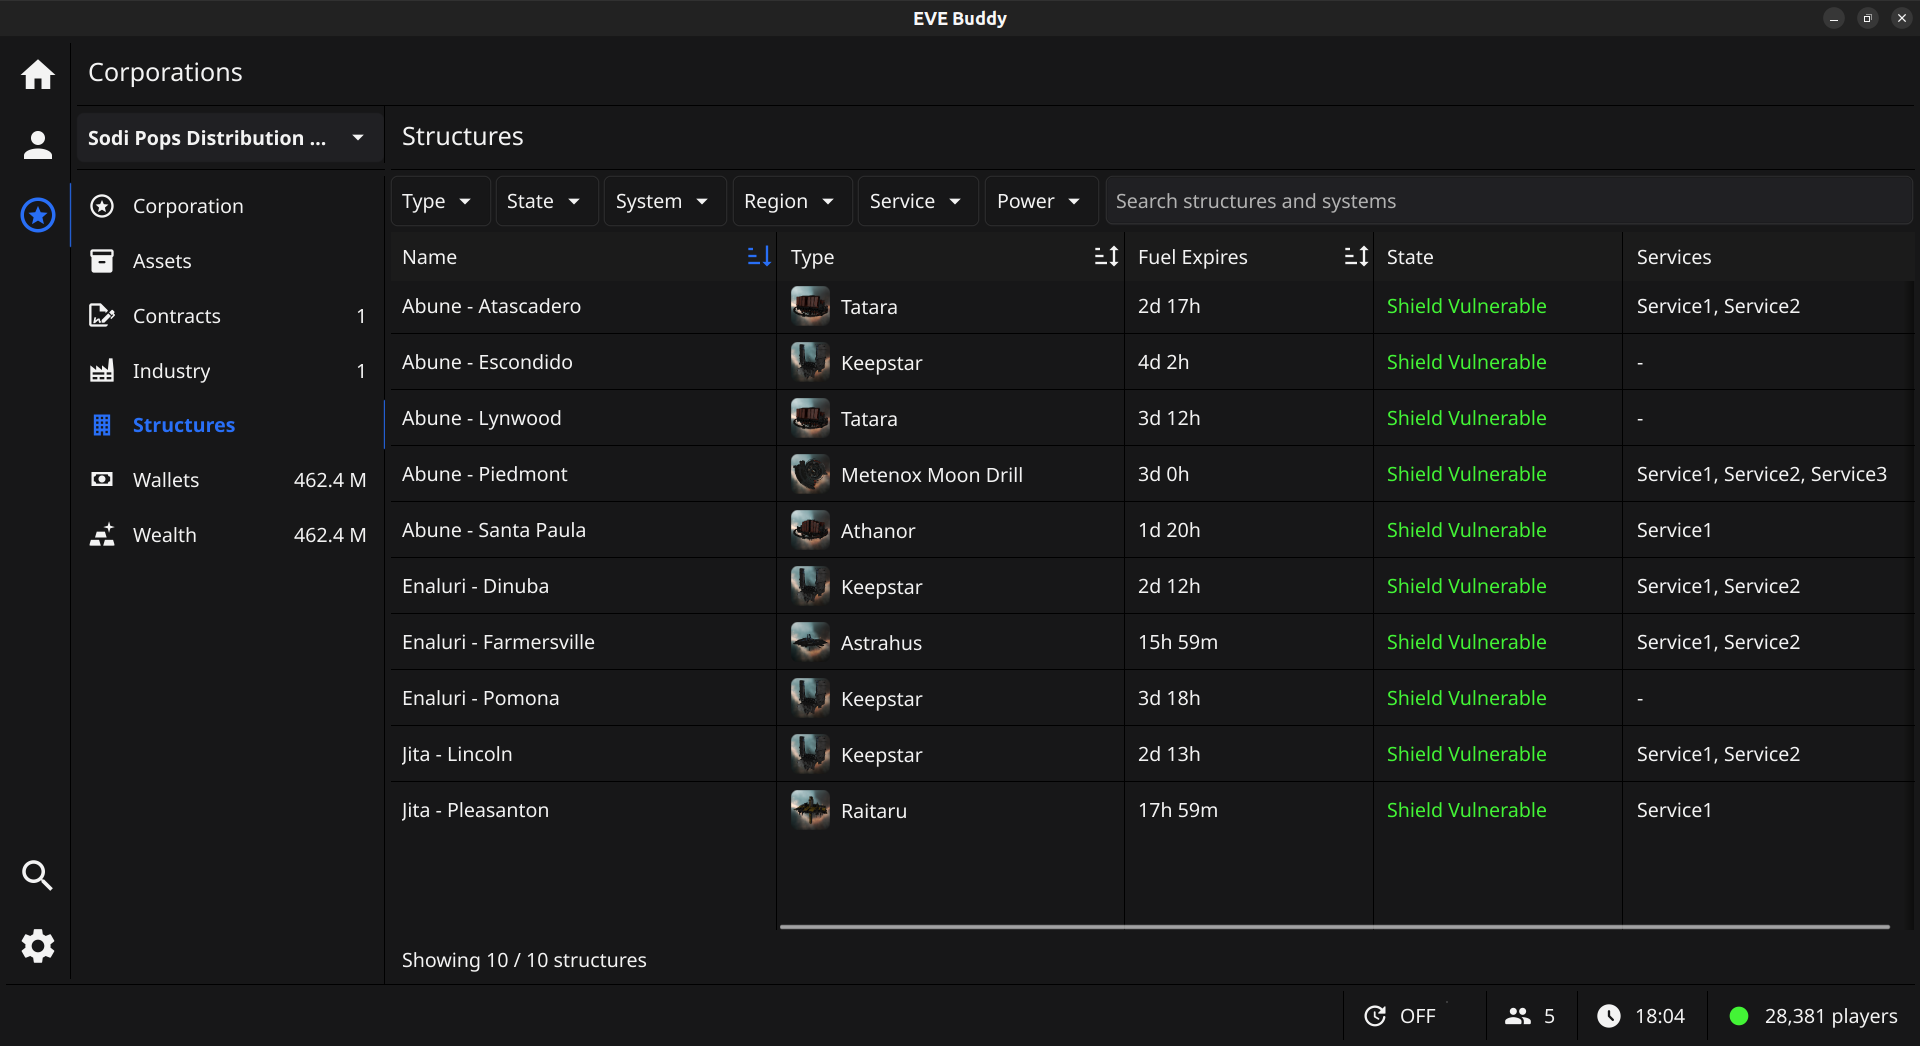 EVE Buddy
Corporations
Sodi Pops Distribution ...
Structures
Corporation
Assets
Contracts 1
Industry 1
Structures
Wallets 462.4 M
Wealth 462.4 M
Type State System Region Service Power Search structures and systems
Name Type Fuel Expires State Services
Abune - Atascadero Tatara 2d 17h Shield Vulnerable Service1, Service2
Abune - Escondido Keepstar 4d 2h Shield Vulnerable -
Abune - Lynwood Tatara 3d 12h Shield Vulnerable -
Abune - Piedmont Metenox Moon Drill 3d 0h Shield Vulnerable Service1, Service2, Service3
Abune - Santa Paula Athanor 1d 20h Shield Vulnerable Service1
Enaluri - Dinuba Keepstar 2d 12h Shield Vulnerable Service1, Service2
Enaluri - Farmersville Astrahus 15h 59m Shield Vulnerable Service1, Service2
Enaluri - Pomona Keepstar 3d 18h Shield Vulnerable -
Jita - Lincoln Keepstar 2d 13h Shield Vulnerable Service1, Service2
Jita - Pleasanton Raitaru 17h 59m Shield Vulnerable Service1
Showing 10 / 10 structures
OFF 5 18:04 28,381 players